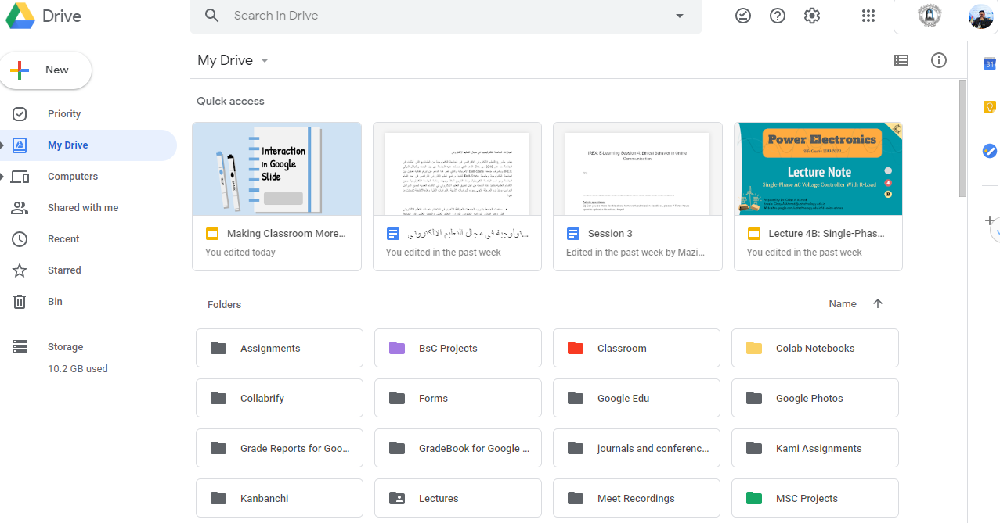 Drive
Search in Drive
New
My Drive
Priority
My Drive
Computers
Shared with me
Recent
Starred
Bin
Storage
10.2 GB used
Quick access
Interaction
in Google
Slide
BLUE
BLACK
Making Classroom More...
You edited today
...نولوجية في مجال التعليم الالكتروني
You edited in the past week
IREX: E-Learning Session 4: Ethical Behavior in Online
Communication
Session 3
Edited in the past week by Mazi...
Power Electronics
Lecture Note
Single-Phase AC Voltage Controller With R-Load
Lecture 4B: Single-Phas...
You edited in the past week
Folders
Name
Assignments
BsC Projects
Classroom
Colab Notebooks
Collabrify
Forms
Google Edu
Google Photos
Grade Reports for Goo...
GradeBook for Google ...
journals and conferenc...
Kami Assignments
Kanbanchi
Lectures
Meet Recordings
MSC Projects
31